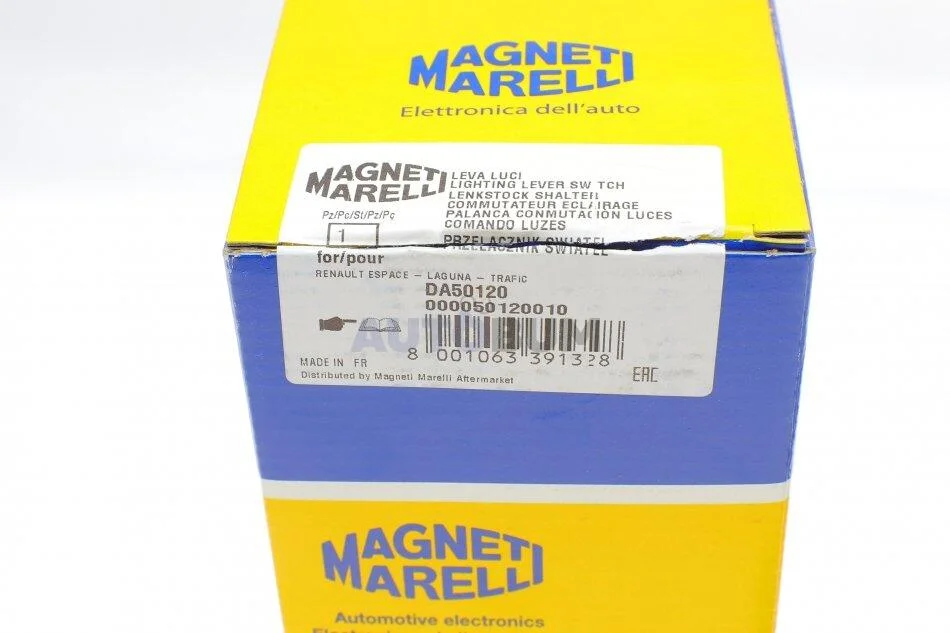 MAGNETI
MARELLI
Elettronica dell'auto
MAGNETI
MARELLI
LEVA LUCI
LIGHTING LEVER SW TCH
LENKSTOCK SHALTER
COMMUTATEUR ECLAIRAGE
PALANCA CONMUTACION LUCES
COMANDO LUZES
PRZELACZNIK SWIATEL
Pz/Pc/St/Pz/Pç
1
for/pour
RENAULT ESPACE – LAGUNA – TRAFIC
DA50120
000050120010
8 001063 391328
MADE IN FR
Distributed by Magneti Marelli Aftermarket
EAC
MAGNETI
MARELLI
Automotive electronics